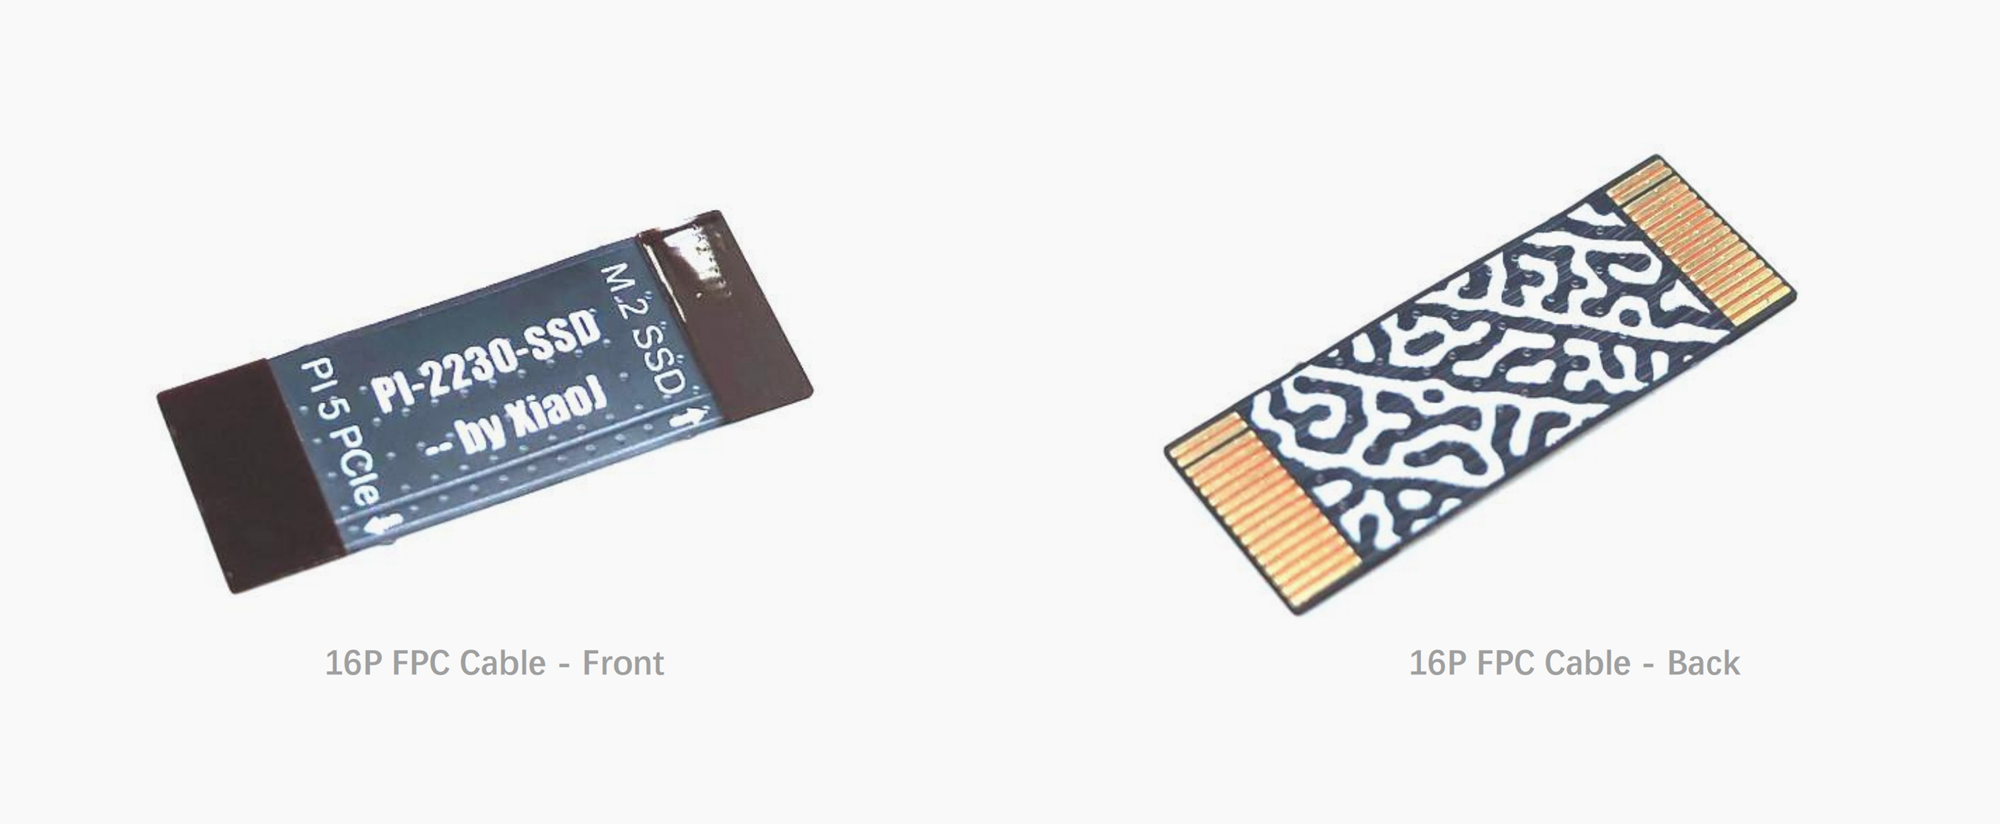 PI 5 PCIe
PI-2230-SSD
-- by XiaoJ
M.2 SSD
16P FPC Cable - Front
16P FPC Cable - Back